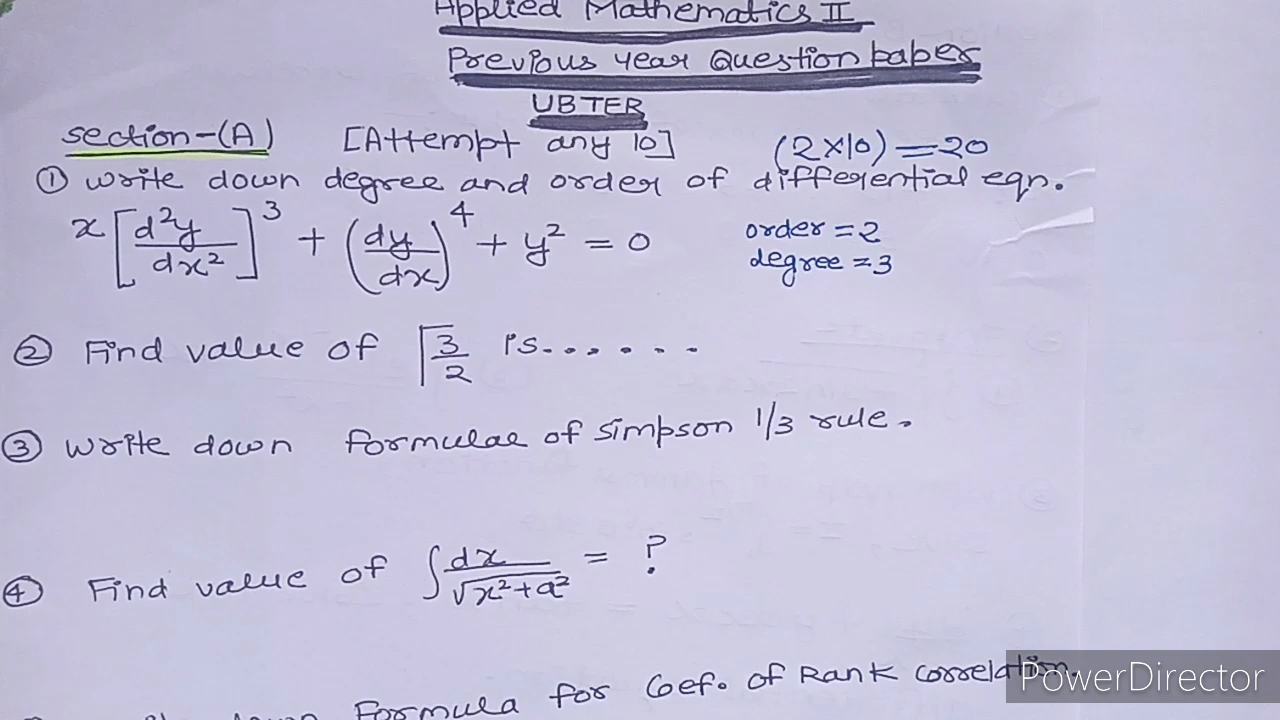 Applied Mathematics II
Previous year Question paper
UBTER
section-(A) [Attempt any 10] (2×10) = 20
① write down degree and order of differential eqn.
x[d²y/dx²]³ + (dy/dx)⁴ + y² = 0 order = 2
degree = 3
② Find value of Γ3/2 is......
③ write down formulae of simpson 1/3 rule.
④ Find value of ∫dx/√x²+a² = ?
Formula for Coef. of Rank correlation.
PowerDirector